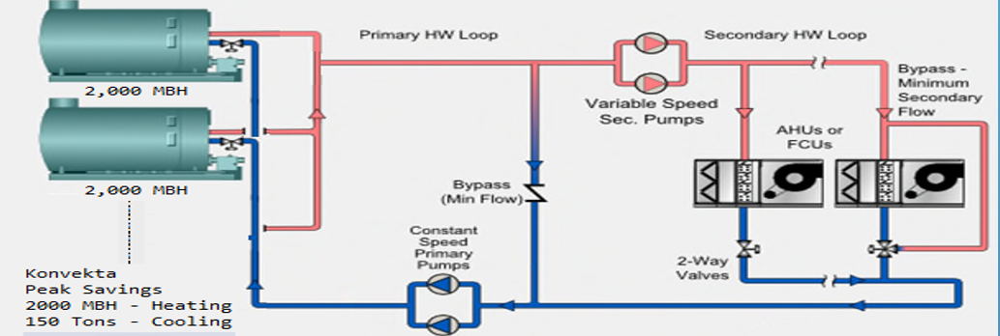 Primary HW Loop
Secondary HW Loop
2,000 MBH
Bypass -
Minimum
Secondary
Flow
Variable Speed
Sec. Pumps
AHUs or
FCUs
2,000 MBH
Bypass
(Min Flow)
Constant
Speed
Primary
Pumps
2-Way
Valves
Konvekta
Peak Savings
2000 MBH - Heating
150 Tons - Cooling